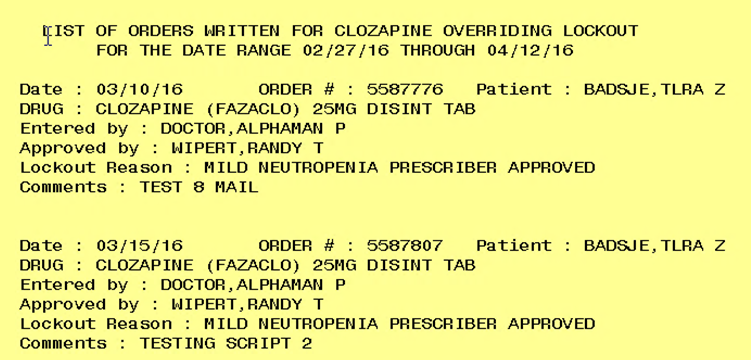 LIST OF ORDERS WRITTEN FOR CLOZAPINE OVERRIDING LOCKOUT
FOR THE DATE RANGE 02/27/16 THROUGH 04/12/16
Date : 03/10/16 ORDER # : 5587776 Patient : BADSJE,TLRA Z
DRUG : CLOZAPINE (FAZACLO) 25MG DISINT TAB
Entered by : DOCTOR,ALPHAMAN P
Approved by : WIPERT,RANDY T
Lockout Reason : MILD NEUTROPENIA PRESCRIBER APPROVED
Comments : TEST 8 MAIL
Date : 03/15/16 ORDER # : 5587807 Patient : BADSJE,TLRA Z
DRUG : CLOZAPINE (FAZACLO) 25MG DISINT TAB
Entered by : DOCTOR,ALPHAMAN P
Approved by : WIPERT,RANDY T
Lockout Reason : MILD NEUTROPENIA PRESCRIBER APPROVED
Comments : TESTING SCRIPT 2